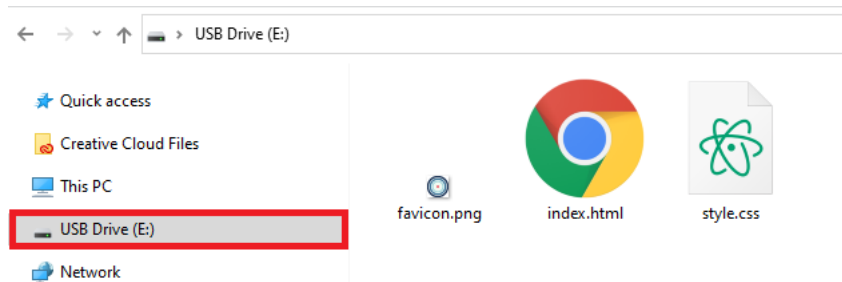 USB Drive (E:)
Quick access
Creative Cloud Files
This PC
USB Drive (E:)
Network
favicon.png
index.html
style.css